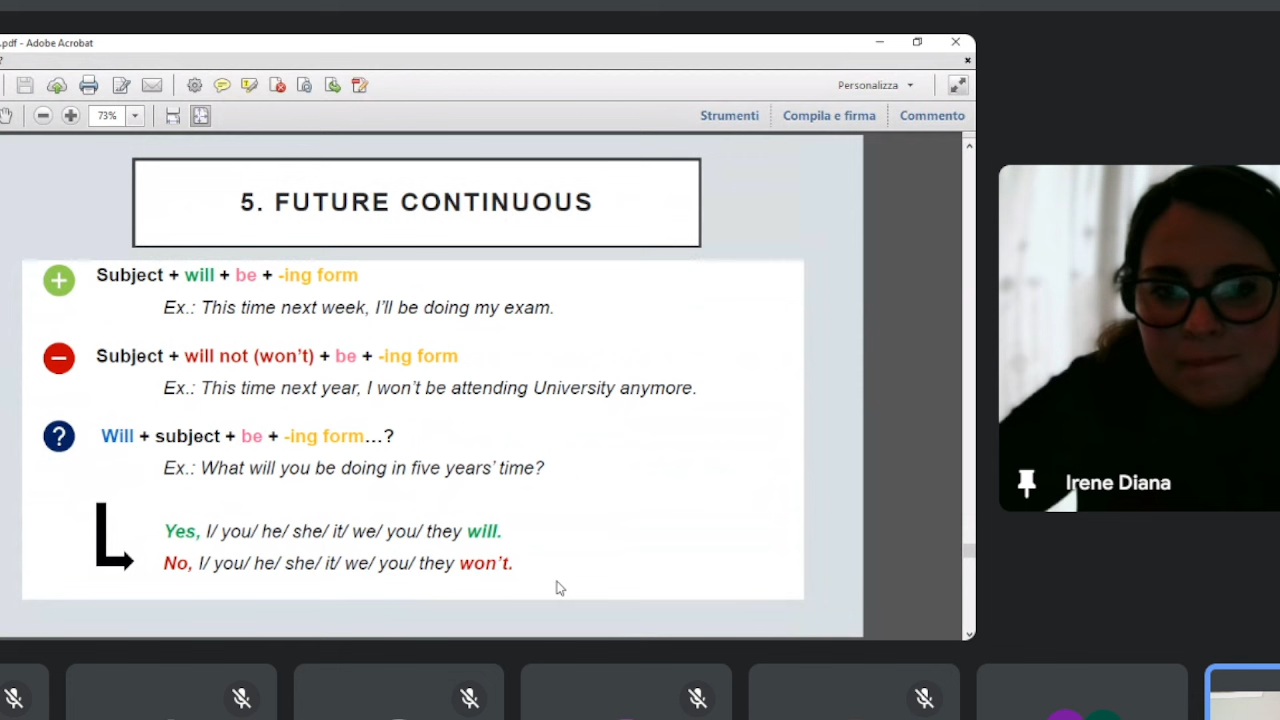 .pdf - Adobe Acrobat
?
Personalizza
73%
Strumenti
Compila e firma
Commento
5. FUTURE CONTINUOUS
+ Subject + will + be + -ing form
Ex.: This time next week, I'll be doing my exam.
− Subject + will not (won't) + be + -ing form
Ex.: This time next year, I won't be attending University anymore.
? Will + subject + be + -ing form…?
Ex.: What will you be doing in five years' time?
Yes, I/ you/ he/ she/ it/ we/ you/ they will.
No, I/ you/ he/ she/ it/ we/ you/ they won't.
Irene Diana